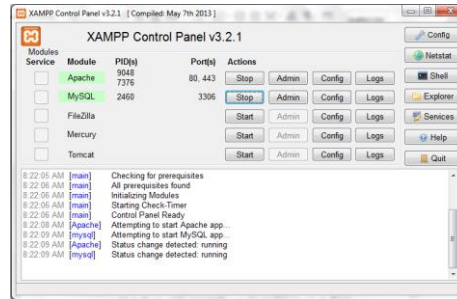 XAMPP Control Panel v3.2.1 [ Compiled: May 7th 2013 ]
XAMPP Control Panel v3.2.1
Config
Modules
Service Module PID(s) Port(s) Actions
Netstat
Apache 9048 7376 80, 443 Stop Admin Config Logs
Shell
MySQL 2460 3306 Stop Admin Config Logs
Explorer
FileZilla Start Admin Config Logs
Services
Mercury Start Admin Config Logs
Help
Tomcat Start Admin Config Logs
Quit
8:22:05 AM [main] Checking for prerequisites
8:22:06 AM [main] All prerequisites found
8:22:06 AM [main] Initializing Modules
8:22:06 AM [main] Starting Check-Timer
8:22:06 AM [main] Control Panel Ready
8:22:08 AM [Apache] Attempting to start Apache app...
8:22:09 AM [mysql] Attempting to start MySQL app...
8:22:09 AM [Apache] Status change detected: running
8:22:09 AM [mysql] Status change detected: running